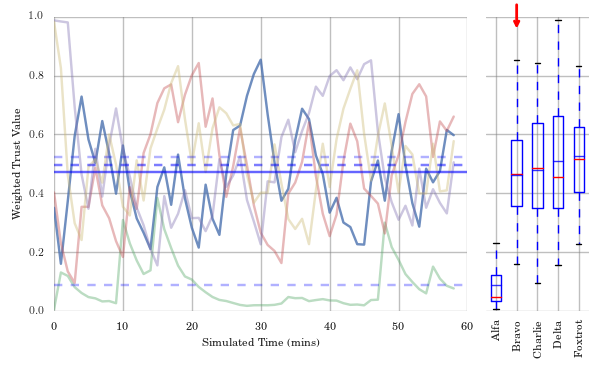 Weighted Trust Value
1.0
0.8
0.6
0.4
0.2
0.0
0 10 20 30 40 50 60
Simulated Time (mins)
Alfa
Bravo
Charlie
Delta
Foxtrot